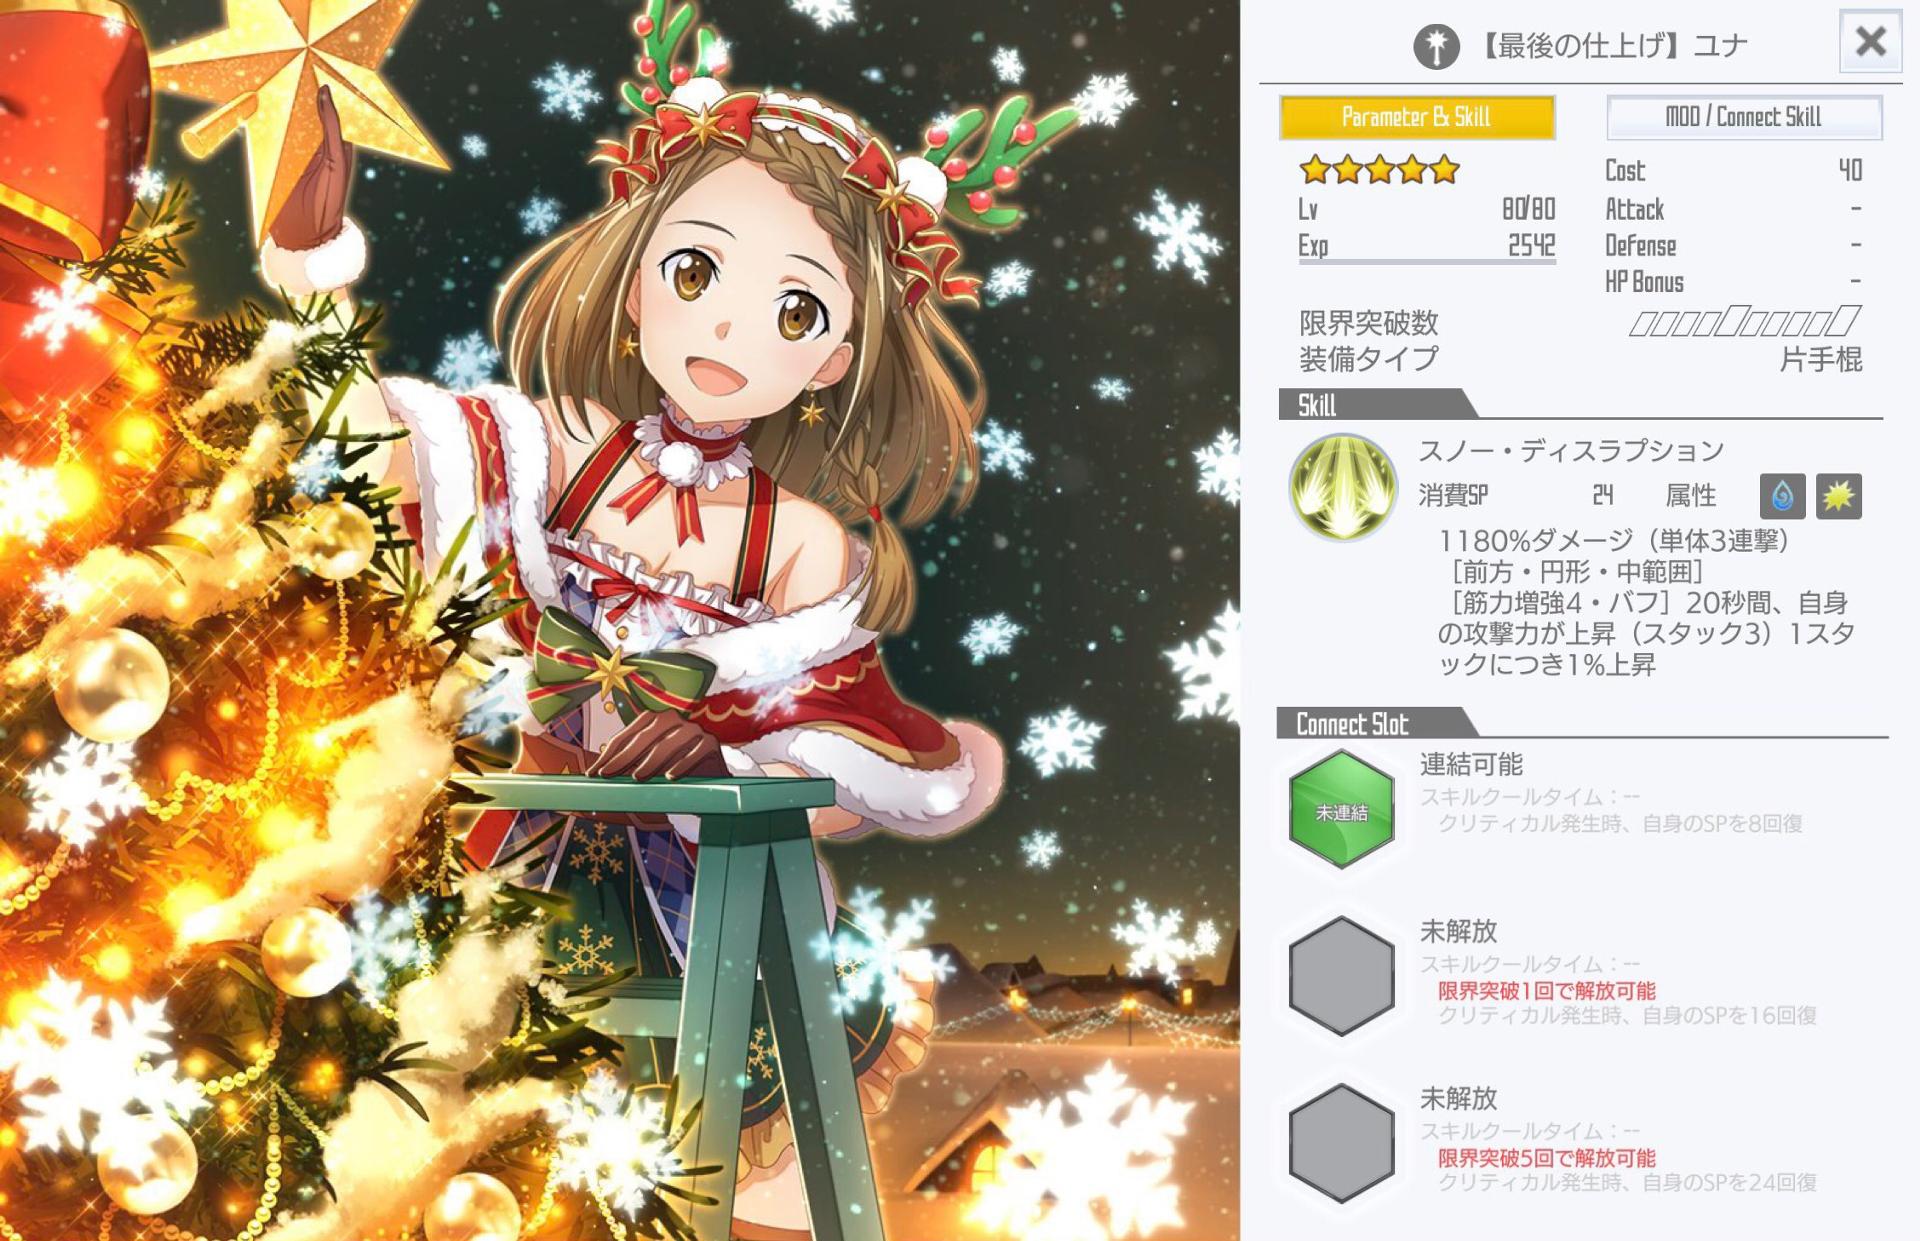 【最後の仕上げ】ユナ
Parameter & Skill
MOD / Connect Skill
Cost 40
Lv 80/80
Attack -
Exp 2542
Defense -
HP Bonus -
限界突破数
装備タイプ 片手棍
Skill
スノー・ディスラプション
消費SP 24 属性
1180%ダメージ（単体3連撃）
［前方・円形・中範囲］
［筋力増強4・バフ］20秒間、自身
の攻撃力が上昇（スタック3）1スタ
ックにつき1%上昇
Connect Slot
連結可能
スキルクールタイム：--
未連結
クリティカル発生時、自身のSPを8回復
未解放
スキルクールタイム：--
限界突破1回で解放可能
クリティカル発生時、自身のSPを16回復
未解放
スキルクールタイム：--
限界突破5回で解放可能
クリティカル発生時、自身のSPを24回復